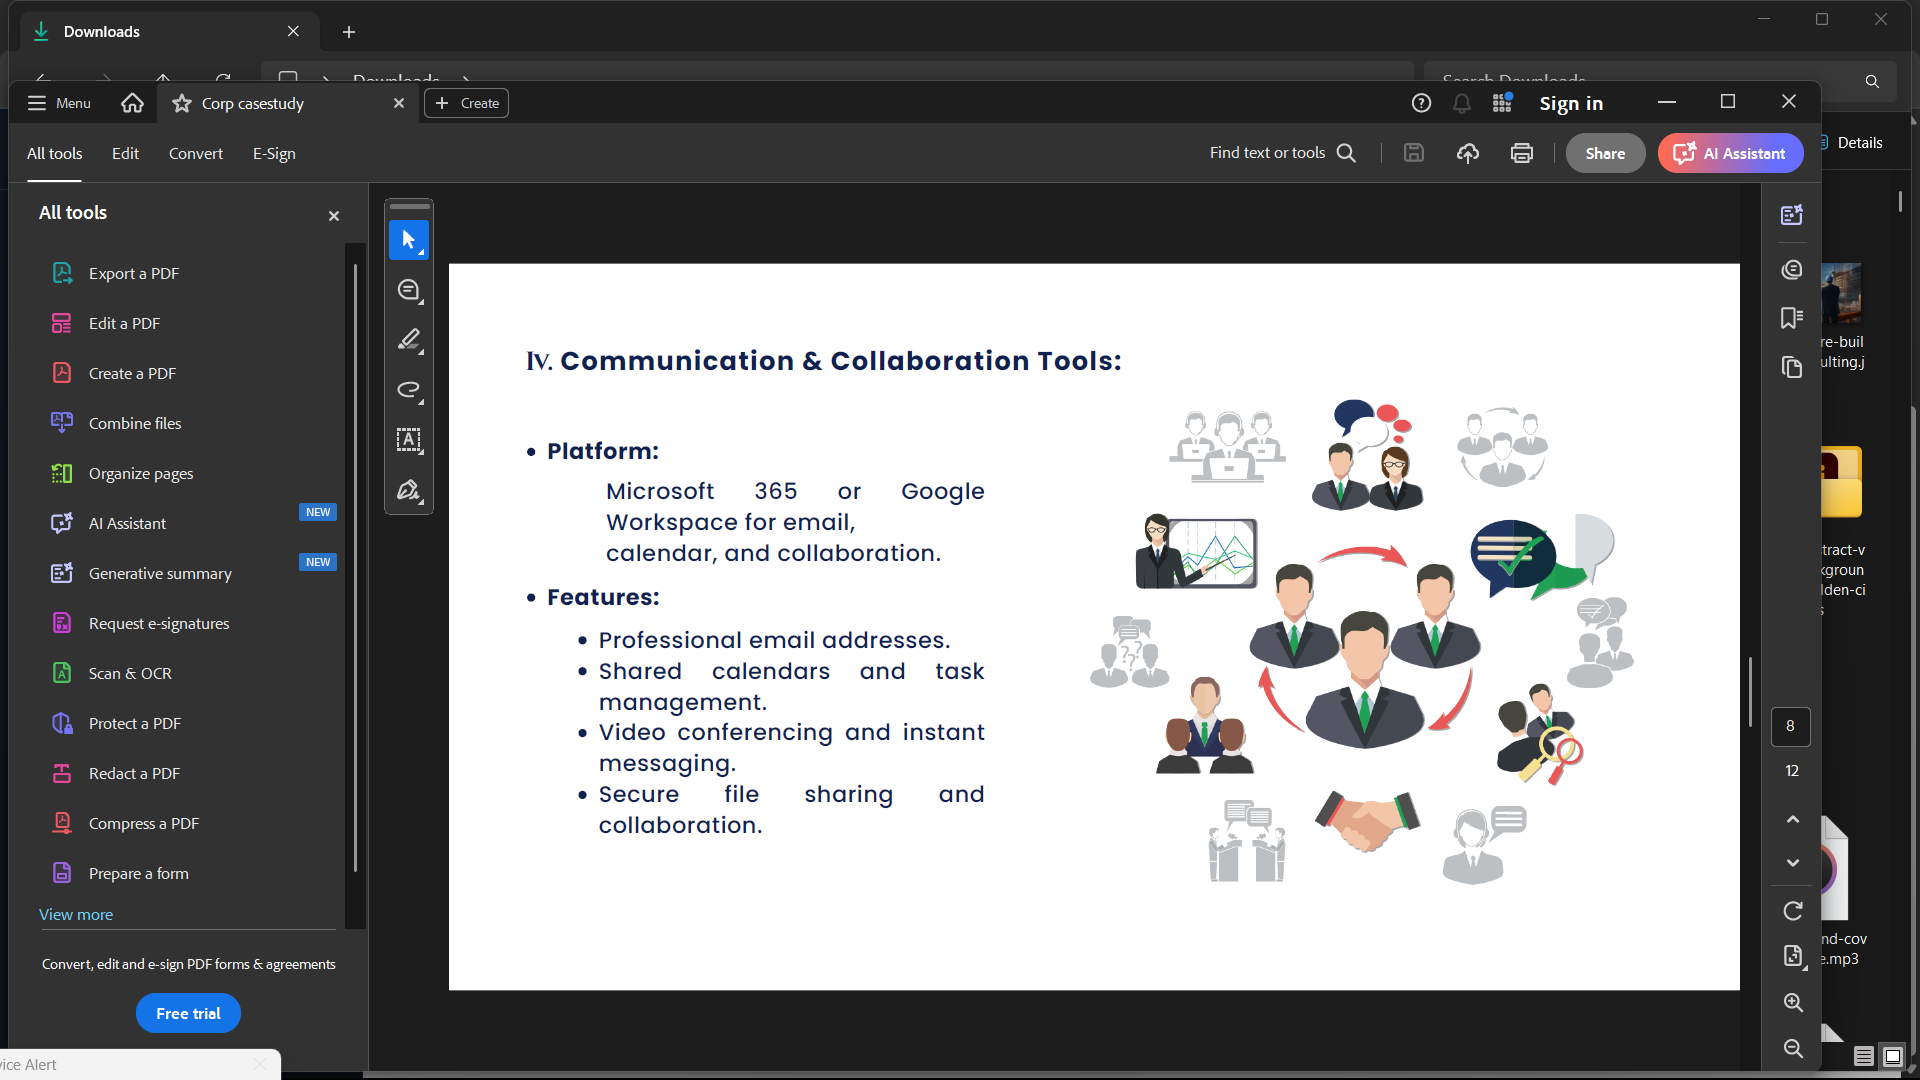 Downloads
Downloads
Search Downloads
Menu
Corp casestudy
Create
Sign in
All tools
Edit
Convert
E-Sign
Find text or tools
Share
AI Assistant
Details
All tools
Export a PDF
Edit a PDF
Create a PDF
Combine files
Organize pages
AI Assistant
NEW
Generative summary
NEW
Request e-signatures
Scan & OCR
Protect a PDF
Redact a PDF
Compress a PDF
Prepare a form
View more
Convert, edit and e-sign PDF forms & agreements
Free trial
vice Alert
IV. Communication & Collaboration Tools:
• Platform:
Microsoft 365 or Google
Workspace for email,
calendar, and collaboration.
• Features:
• Professional email addresses.
• Shared calendars and task
management.
• Video conferencing and instant
messaging.
• Secure file sharing and
collaboration.
8
12
re-buil
ulting.j
tract-v
kgroun
lden-ci
s
nd-cov
e.mp3